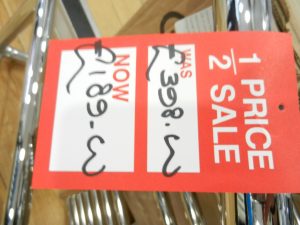 1/2 PRICE
SALE
WAS
£398.
NOW
£189.